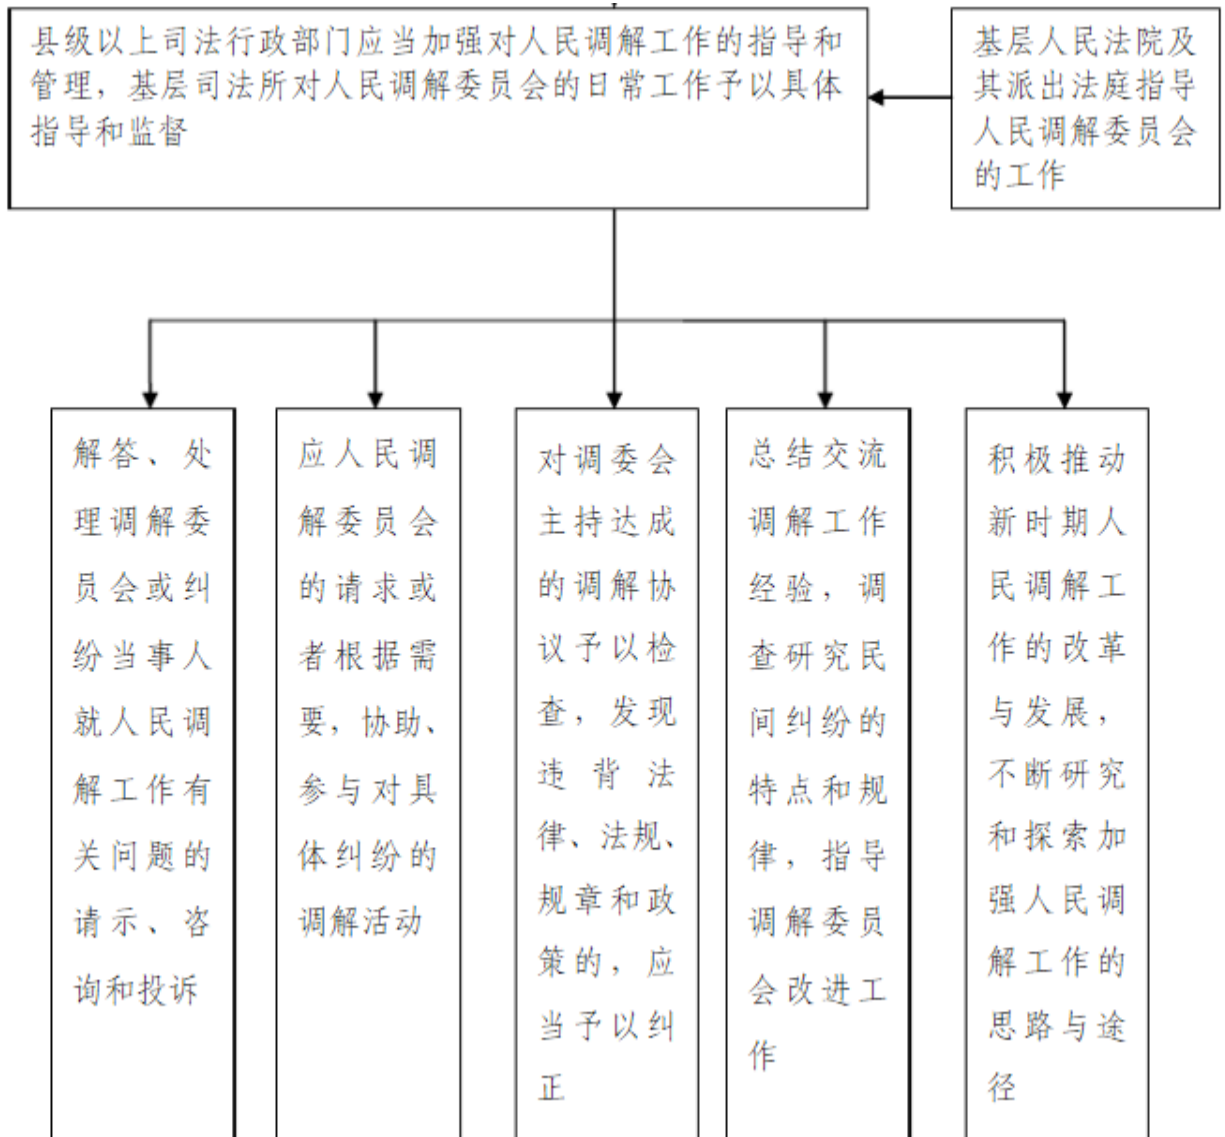 县级以上司法行政部门应当加强对人民调解工作的指导和
管理，基层司法所对人民调解委员会的日常工作予以具体
指导和监督
基层人民法院及
其派出法庭指导
人民调解委员会
的工作
解答、处
理调解委
员会或纠
纷当事人
就人民调
解工作有
关问题的
请示、咨
询和投诉
应人民调
解委员会
的请求或
者根据需
要，协助、
参与对具
体纠纷的
调解活动
对调委会
主持达成
的调解协
议予以检
查，发现
违背法
律、法规、
规章和政
策的，应
当予以纠
正
总结交流
调解工作
经验，调
查研究民
间纠纷的
特点和规
律，指导
调解委员
会改进工
作
积极推动
新时期人
民调解工
作的改革
与发展，
不断研究
和探索加
强人民调
解工作的
思路与途
径